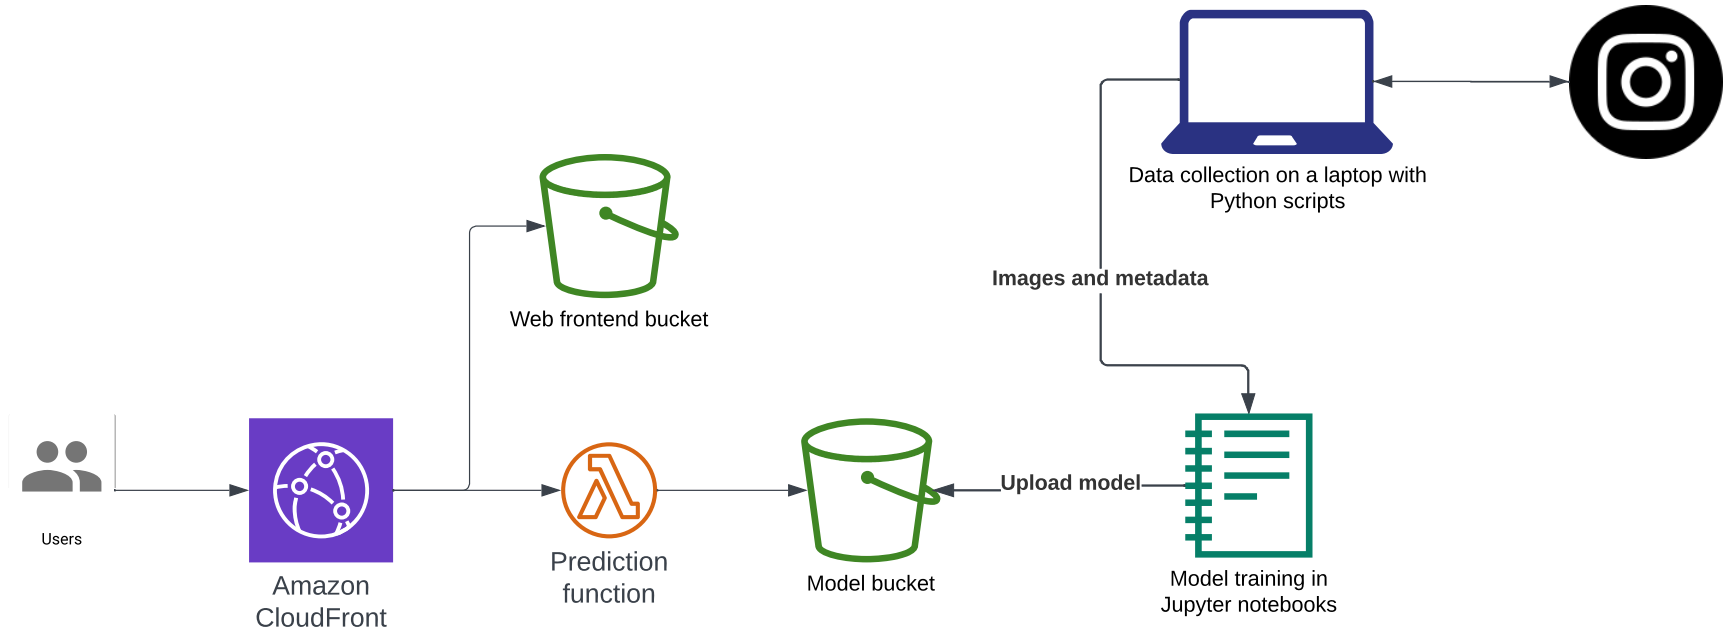 Data collection on a laptop with
Python scripts
Images and metadata
Web frontend bucket
Upload model
Users
Prediction
function
Model bucket
Model training in
Jupyter notebooks
Amazon
CloudFront